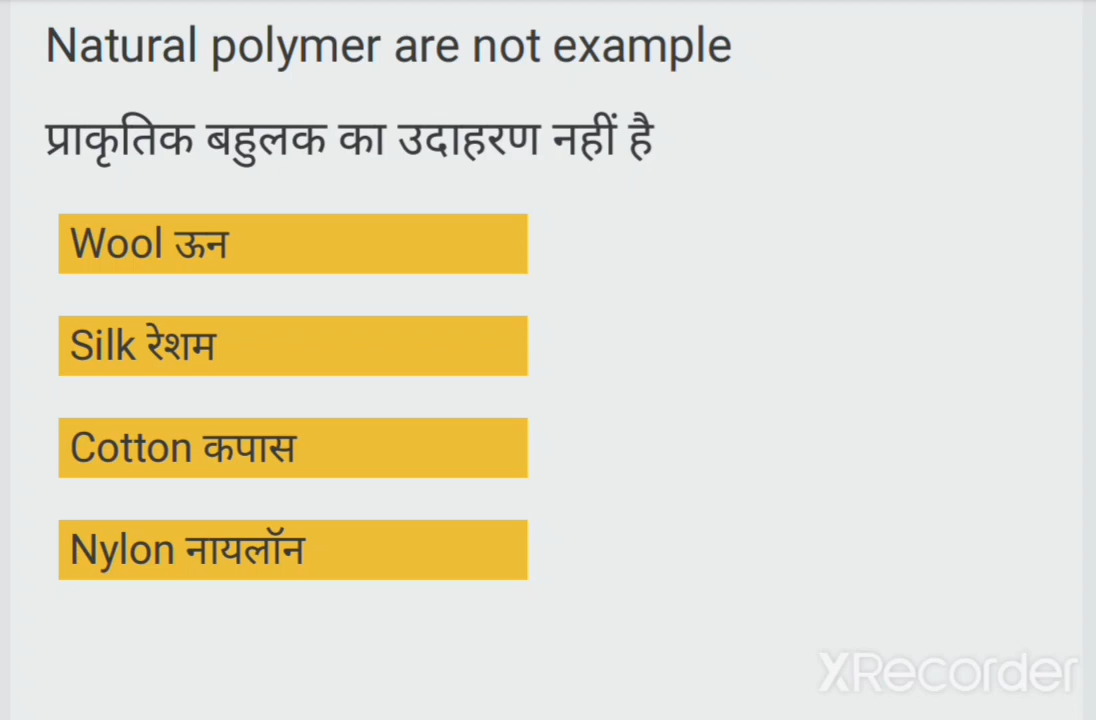 Natural polymer are not example
प्राकृतिक बहुलक का उदाहरण नहीं है
Wool ऊन
Silk रेशम
Cotton कपास
Nylon नायलॉन
XRecorder